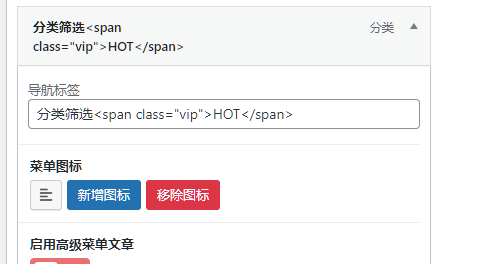 分类筛选<span
class="vip">HOT</span>
分类
导航标签
分类筛选<span class="vip">HOT</span>
菜单图标
新增图标
移除图标
启用高级菜单文章